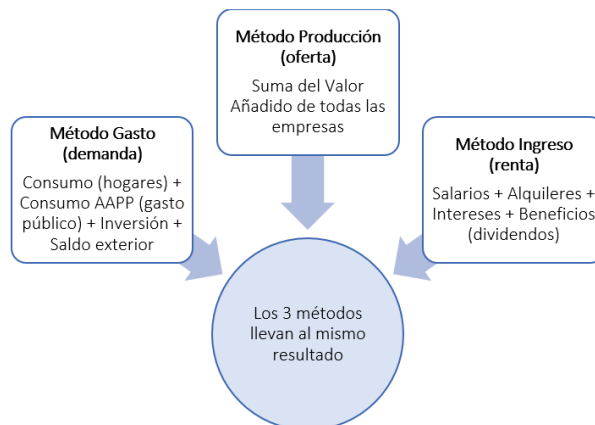 Método Producción
(oferta)
Suma del Valor
Añadido de todas las
empresas
Método Gasto
(demanda)
Consumo (hogares) +
Consumo AAPP (gasto
público) + Inversión +
Saldo exterior
Método Ingreso
(renta)
Salarios + Alquileres +
Intereses + Beneficios
(dividendos)
Los 3 métodos
llevan al mismo
resultado